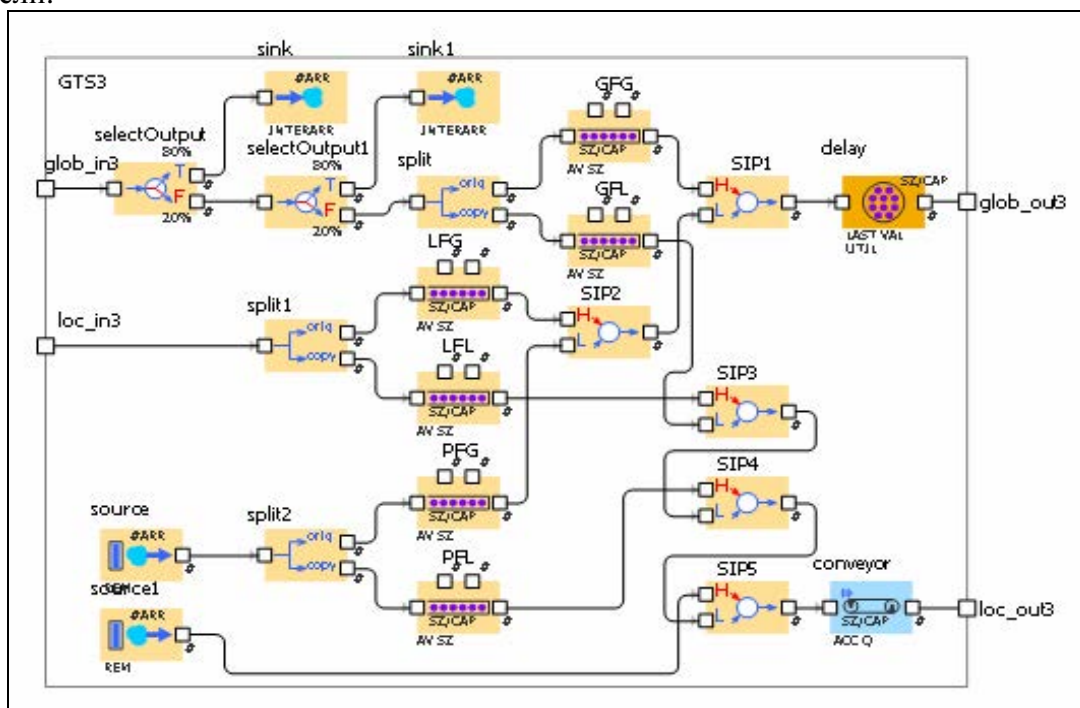 GTS3
sink
#ARR
INTERARR
sink1
#ARR
INTERARR
selectOutput
80%
T
F
20%
selectOutput1
80%
T
F
20%
glob_in3
split
orig
copy
GFG
SZ/CAP
AV SZ
GFL
SZ/CAP
AV SZ
SIP1
H
L
delay
SZ/CAP
LAST VAL
UTIL
glob_out3
loc_in3
split1
orig
copy
LFG
SZ/CAP
AV SZ
LFL
SZ/CAP
AV SZ
SIP2
H
L
SIP3
H
L
PFG
SZ/CAP
AV SZ
SIP4
H
L
source
#ARR
split2
orig
copy
PFL
SZ/CAP
AV SZ
source1
#ARR
REM
SIP5
H
L
conveyor
SZ/CAP
ACC Q
loc_out3